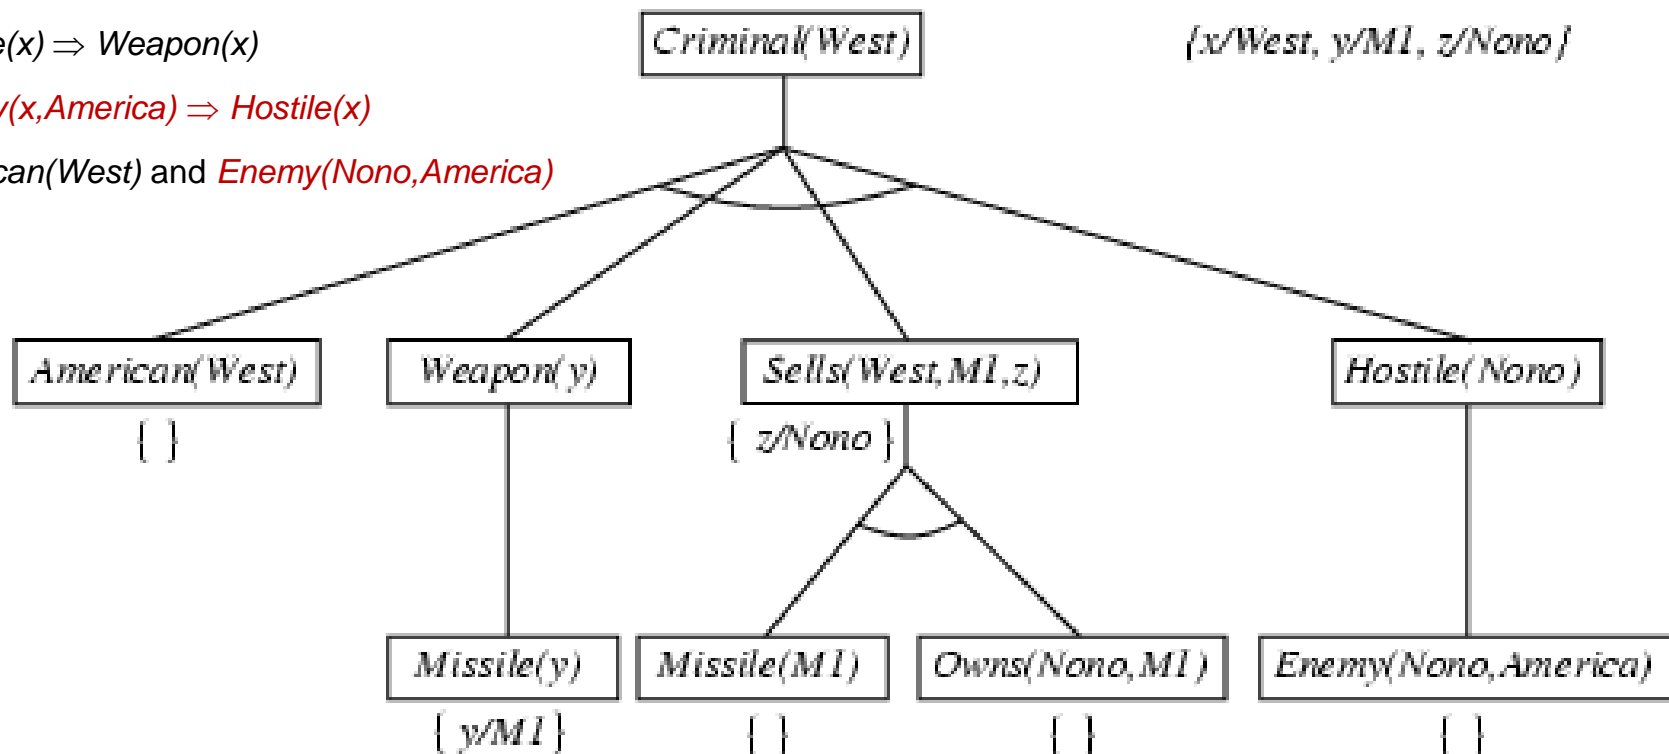 e(x) ⇒ Weapon(x)
y(x,America) ⇒ Hostile(x)
can(West) and Enemy(Nono,America)
Criminal(West)
{x/West, y/M1, z/Nono}
American(West)
Weapon(y)
Sells(West,M1,z)
Hostile(Nono)
{ }
{ z/Nono }
Missile(y)
Missile(M1)
Owns(Nono,M1)
Enemy(Nono,America)
{ y/M1}
{ }
{ }
{ }